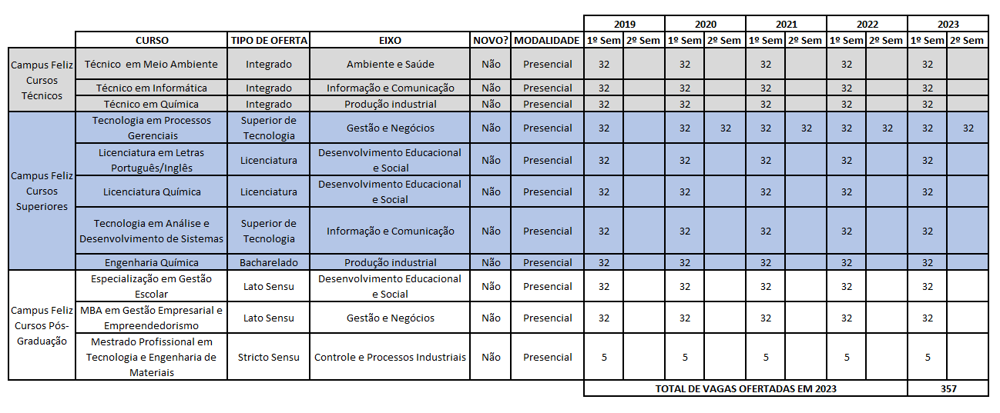 2019 2020 2021 2022 2023
CURSO TIPO DE OFERTA EIXO NOVO? MODALIDADE 1º Sem 2º Sem 1º Sem 2º Sem 1º Sem 2º Sem 1º Sem 2º Sem 1º Sem 2º Sem
Campus Feliz
Cursos
Técnicos
Técnico em Meio Ambiente Integrado Ambiente e Saúde Não Presencial 32 32 32 32 32
Técnico em Informática Integrado Informação e Comunicação Não Presencial 32 32 32 32 32
Técnico em Química Integrado Produção industrial Não Presencial 32 32 32 32 32
Campus Feliz
Cursos
Superiores
Tecnologia em Processos
Gerenciais
Superior de
Tecnologia
Gestão e Negócios Não Presencial 32 32 32 32 32 32 32 32 32
Licenciatura em Letras
Português/Inglês
Licenciatura
Desenvolvimento Educacional
e Social
Não Presencial 32 32 32 32 32
Licenciatura Química Licenciatura
Desenvolvimento Educacional
e Social
Não Presencial 32 32 32 32 32
Tecnologia em Análise e
Desenvolvimento de Sistemas
Superior de
Tecnologia
Informação e Comunicação Não Presencial 32 32 32 32 32
Engenharia Química Bacharelado Produção industrial Não Presencial 32 32 32 32 32
Campus Feliz
Cursos Pós-
Graduação
Especialização em Gestão
Escolar
Lato Sensu
Desenvolvimento Educacional
e Social
Não Presencial 32 32 32 32 32
MBA em Gestão Empresarial e
Empreendedorismo
Lato Sensu Gestão e Negócios Não Presencial 32 32 32 32 32
Mestrado Profissional em
Tecnologia e Engenharia de
Materiais
Stricto Sensu Controle e Processos Industriais Não Presencial 5 5 5 5 5
TOTAL DE VAGAS OFERTADAS EM 2023 357